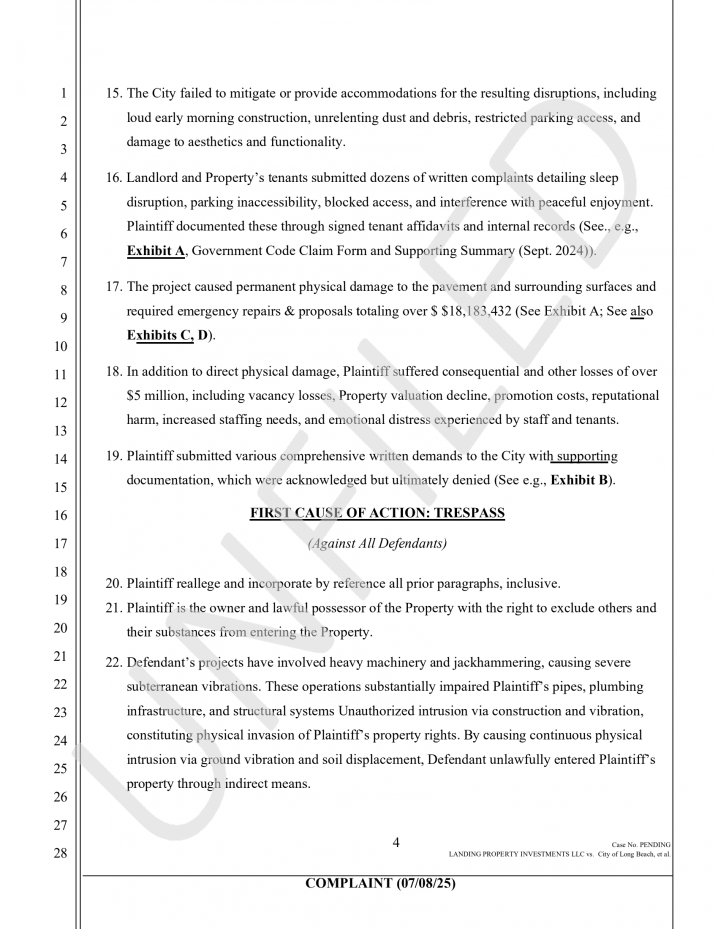 1
2
3
4
5
6
7
8
9
10
11
12
13
14
15
16
17
18
19
20
21
22
23
24
25
26
27
28
15. The City failed to mitigate or provide accommodations for the resulting disruptions, including
loud early morning construction, unrelenting dust and debris, restricted parking access, and
damage to aesthetics and functionality.
16. Landlord and Property’s tenants submitted dozens of written complaints detailing sleep
disruption, parking inaccessibility, blocked access, and interference with peaceful enjoyment.
Plaintiff documented these through signed tenant affidavits and internal records (See., e.g.,
Exhibit A, Government Code Claim Form and Supporting Summary (Sept. 2024)).
17. The project caused permanent physical damage to the pavement and surrounding surfaces and
required emergency repairs & proposals totaling over $ $18,183,432 (See Exhibit A; See also
Exhibits C, D).
18. In addition to direct physical damage, Plaintiff suffered consequential and other losses of over
$5 million, including vacancy losses, Property valuation decline, promotion costs, reputational
harm, increased staffing needs, and emotional distress experienced by staff and tenants.
19. Plaintiff submitted various comprehensive written demands to the City with supporting
documentation, which were acknowledged but ultimately denied (See e.g., Exhibit B).
FIRST CAUSE OF ACTION: TRESPASS
(Against All Defendants)
20. Plaintiff reallege and incorporate by reference all prior paragraphs, inclusive.
21. Plaintiff is the owner and lawful possessor of the Property with the right to exclude others and
their substances from entering the Property.
22. Defendant’s projects have involved heavy machinery and jackhammering, causing severe
subterranean vibrations. These operations substantially impaired Plaintiff’s pipes, plumbing
infrastructure, and structural systems Unauthorized intrusion via construction and vibration,
constituting physical invasion of Plaintiff’s property rights. By causing continuous physical
intrusion via ground vibration and soil displacement, Defendant unlawfully entered Plaintiff’s
property through indirect means.
UNFILED
4
Case No. PENDING
LANDING PROPERTY INVESTMENTS LLC vs. City of Long Beach, et al.
COMPLAINT (07/08/25)